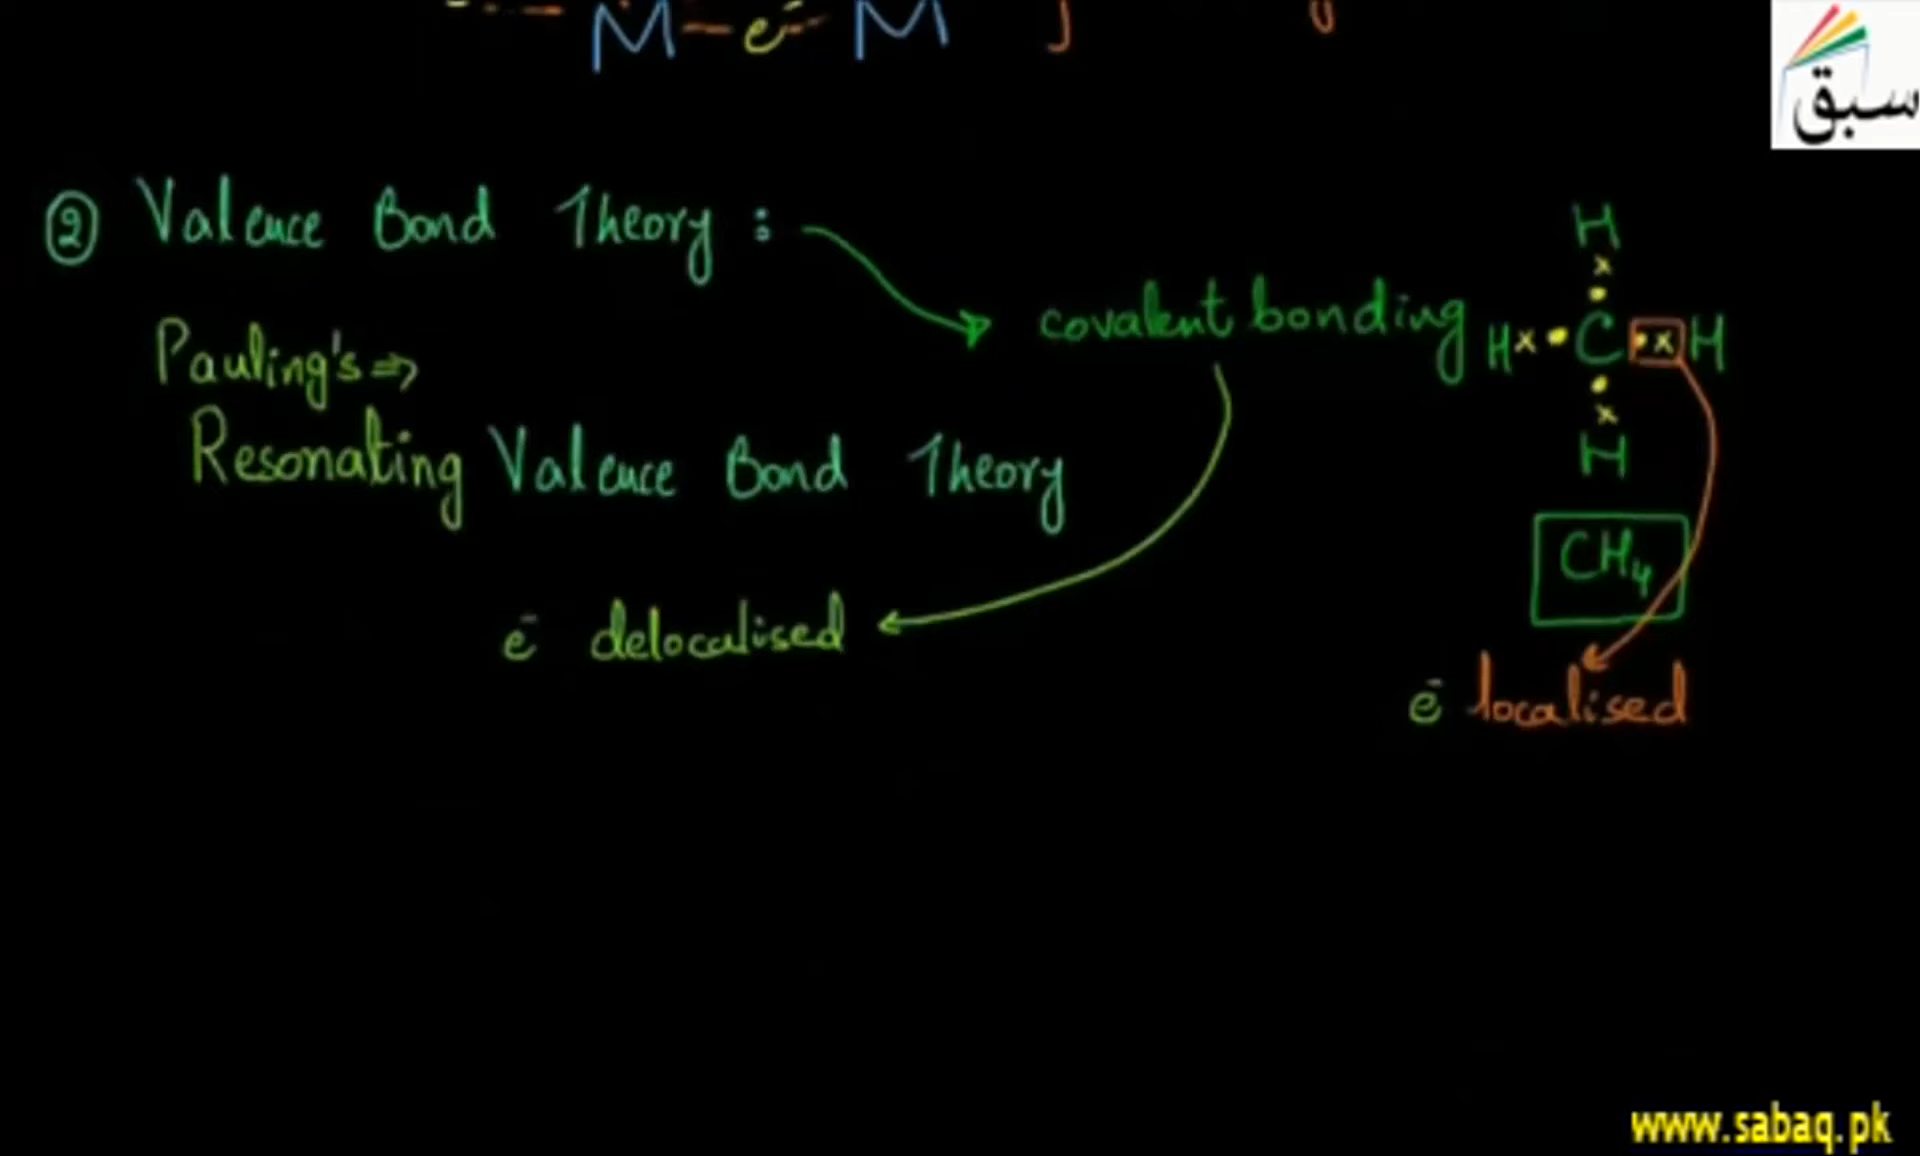 M - e⁻ - M
سبق
② Valence Bond Theory :
covalent bonding
H
H x • C • x H
H
Pauling's ⇒
Resonating Valence Bond Theory
CH₄
e⁻ delocalised
e⁻ localised
www.sabaq.pk